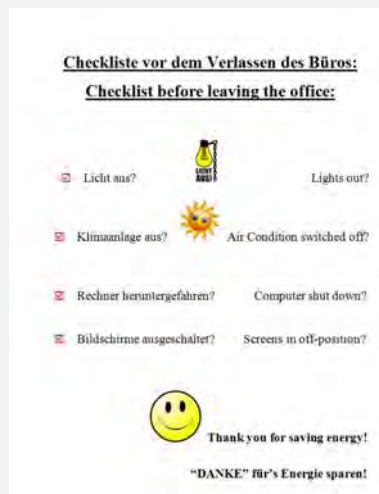 Checkliste vor dem Verlassen des Büros:
Checklist before leaving the office:
LICHT
AUS!
Licht aus? Lights out?
Klimaanlage aus? Air Condition switched off?
Rechner heruntergefahren? Computer shut down?
Bildschirme ausgeschaltet? Screens in off-position?
Thank you for saving energy!
“DANKE” für's Energie sparen!